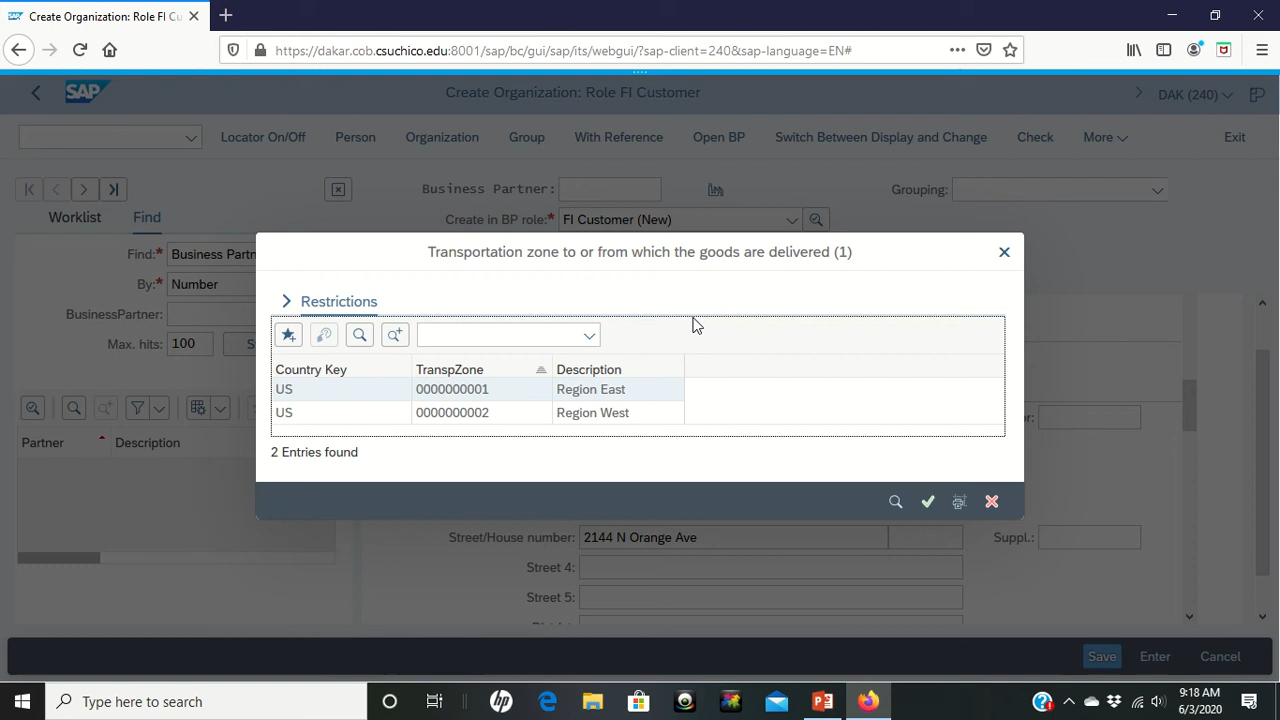 Create Organization: Role FI Cu
https://dakar.cob.csuchico.edu:8001/sap/bc/gui/sap/its/webgui/?sap-client=240&sap-language=EN#
SAP Create Organization: Role FI Customer DAK (240)
Locator On/Off Person Organization Group With Reference Open BP Switch Between Display and Change Check More Exit
Business Partner: Grouping:
Worklist Find Create in BP role:* FI Customer (New)
Find:* Business Partn
By:* Number
BusinessPartner:
Max. hits: 100
Partner Description
Transportation zone to or from which the goods are delivered (1)
Restrictions
Country Key TranspZone Description
US 0000000001 Region East
US 0000000002 Region West
2 Entries found
Street/House number: 2144 N Orange Ave Suppl.:
Street 4:
Street 5:
Save Enter Cancel
Type here to search
9:18 AM
6/3/2020